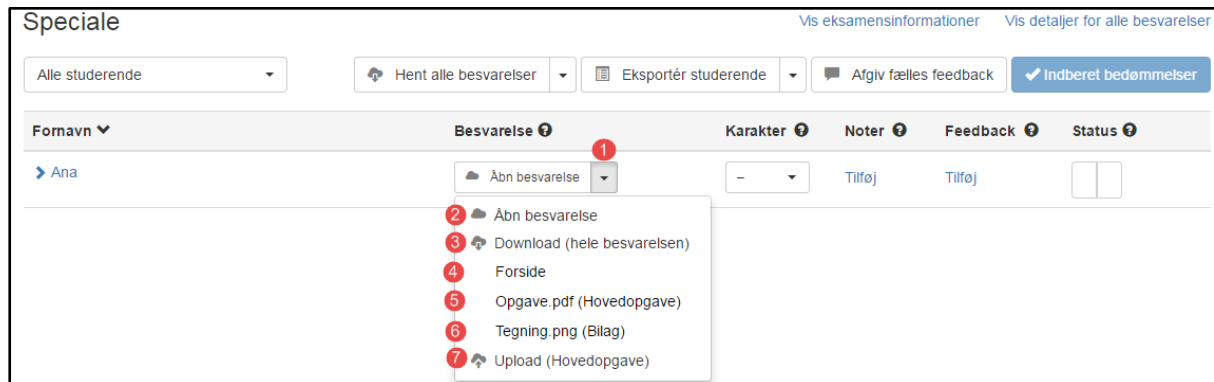 Speciale Vis eksamensinformationer Vis detaljer for alle besvarelser
Alle studerende Hent alle besvarelser Eksportér studerende Afgiv fælles feedback Indberet bedømmelser
Fornavn Besvarelse Karakter Noter Feedback Status
1
Ana Åbn besvarelse – Tilføj Tilføj
2 Åbn besvarelse
3 Download (hele besvarelsen)
4 Forside
5 Opgave.pdf (Hovedopgave)
6 Tegning.png (Bilag)
7 Upload (Hovedopgave)